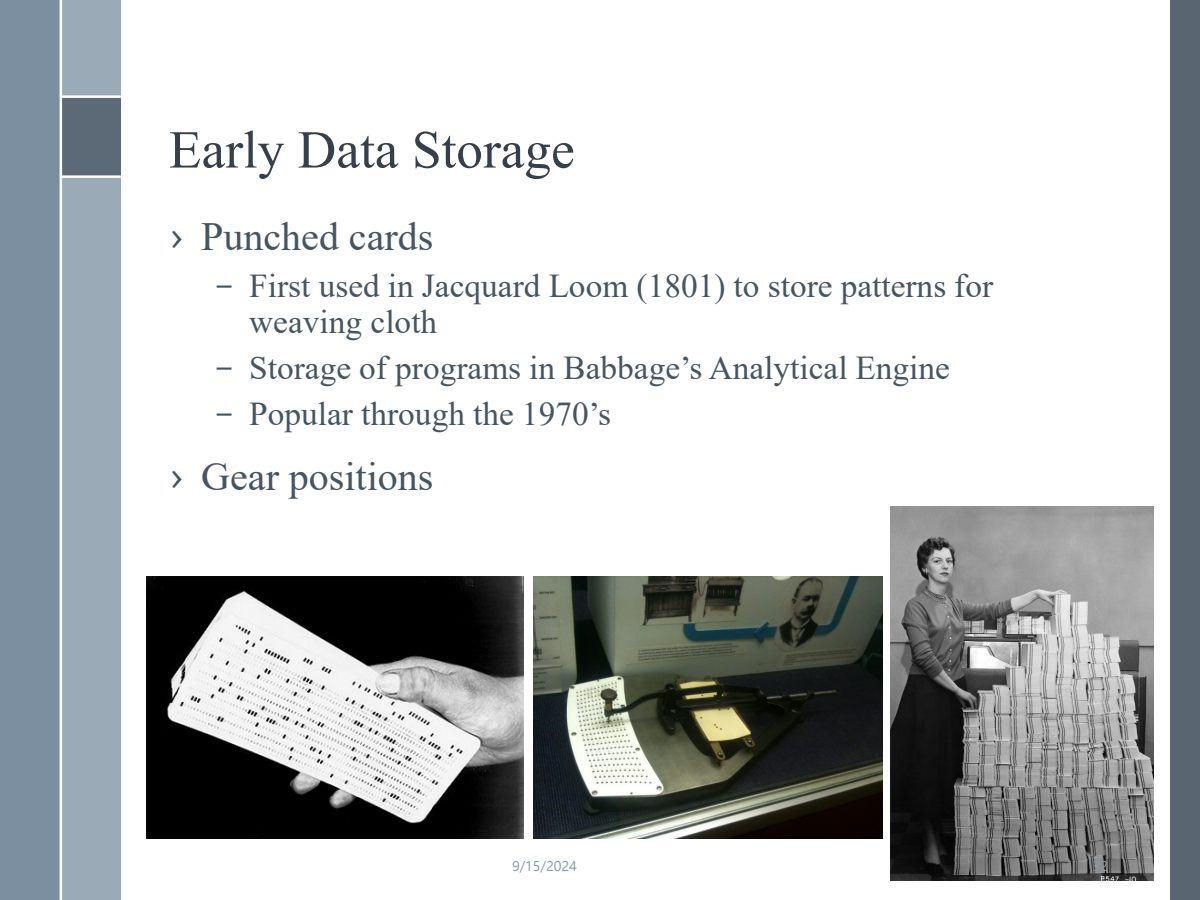 Early Data Storage
› Punched cards
– First used in Jacquard Loom (1801) to store patterns for
weaving cloth
– Storage of programs in Babbage’s Analytical Engine
– Popular through the 1970’s
› Gear positions
9/15/2024